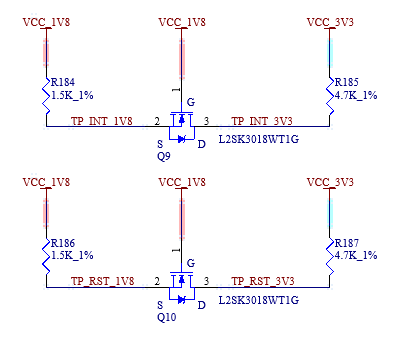 VCC_1V8 VCC_1V8 VCC_3V3
R184 R185
1.5K_1% 4.7K_1%
1
G
TP_INT_1V8 2 3 TP_INT_3V3
S D L2SK3018WT1G
Q9
VCC_1V8 VCC_1V8 VCC_3V3
R186 R187
1.5K_1% 4.7K_1%
1
G
TP_RST_1V8 2 3 TP_RST_3V3
S D L2SK3018WT1G
Q10